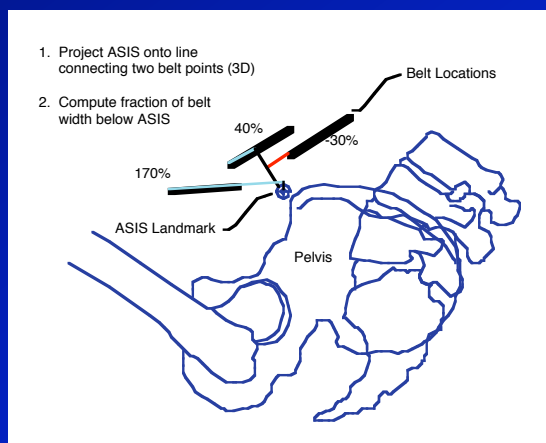 1. Project ASIS onto line
connecting two belt points (3D)
2. Compute fraction of belt
width below ASIS
Belt Locations
40%
-30%
170%
ASIS Landmark
Pelvis